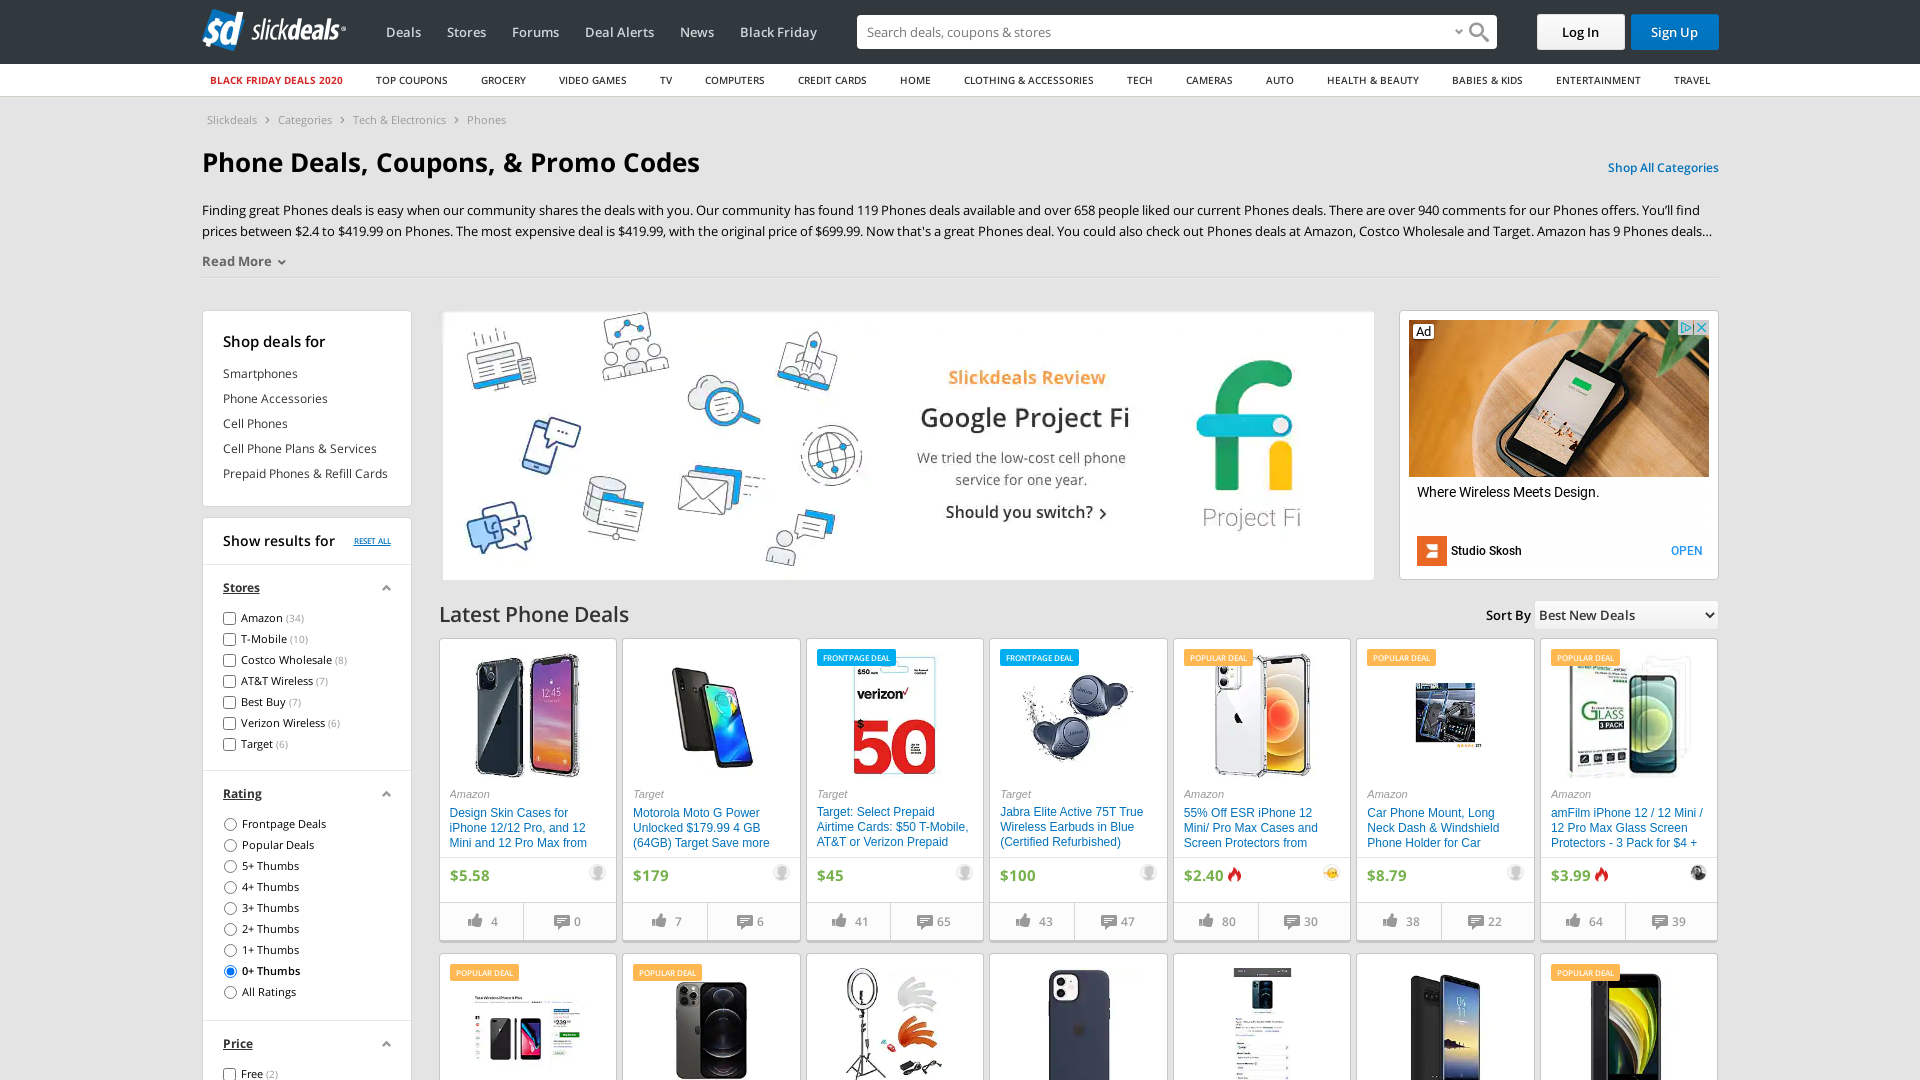 sd slickdeals
Deals Stores Forums Deal Alerts News Black Friday
Search deals, coupons & stores
Log In Sign Up
BLACK FRIDAY DEALS 2020 TOP COUPONS GROCERY VIDEO GAMES TV COMPUTERS CREDIT CARDS HOME CLOTHING & ACCESSORIES TECH CAMERAS AUTO HEALTH & BEAUTY BABIES & KIDS ENTERTAINMENT TRAVEL
Slickdeals > Categories > Tech & Electronics > Phones
Phone Deals, Coupons, & Promo Codes
Shop All Categories
Finding great Phones deals is easy when our community shares the deals with you. Our community has found 119 Phones deals available and over 658 people liked our current Phones deals. There are over 940 comments for our Phones offers. You'll find
prices between $2.4 to $419.99 on Phones. The most expensive deal is $419.99, with the original price of $699.99. Now that's a great Phones deal. You could also check out Phones deals at Amazon, Costco Wholesale and Target. Amazon has 9 Phones deals...
Read More
Shop deals for
Smartphones
Phone Accessories
Cell Phones
Cell Phone Plans & Services
Prepaid Phones & Refill Cards
Show results for RESET ALL
Stores
Amazon (34)
T-Mobile (10)
Costco Wholesale (8)
AT&T Wireless (7)
Best Buy (7)
Verizon Wireless (6)
Target (6)
Rating
Frontpage Deals
Popular Deals
5+ Thumbs
4+ Thumbs
3+ Thumbs
2+ Thumbs
1+ Thumbs
0+ Thumbs
All Ratings
Price
Free (2)
Slickdeals Review
Google Project Fi
We tried the low-cost cell phone
service for one year.
Should you switch? >
Project Fi
Ad
Where Wireless Meets Design.
Studio Skosh
OPEN
Latest Phone Deals
Sort By Best New Deals
Amazon
Design Skin Cases for
iPhone 12/12 Pro, and 12
Mini and 12 Pro Max from
$5.58
4 0
Target
Motorola Moto G Power
Unlocked $179.99 4 GB
(64GB) Target Save more
$179
7 6
FRONTPAGE DEAL
verizon
$50
Target
Target: Select Prepaid
Airtime Cards: $50 T-Mobile,
AT&T or Verizon Prepaid
$45
41 65
FRONTPAGE DEAL
Target
Jabra Elite Active 75T True
Wireless Earbuds in Blue
(Certified Refurbished)
$100
43 47
POPULAR DEAL
Amazon
55% Off ESR iPhone 12
Mini/ Pro Max Cases and
Screen Protectors from
$2.40
80 30
POPULAR DEAL
Amazon
Car Phone Mount, Long
Neck Dash & Windshield
Phone Holder for Car
$8.79
38 22
POPULAR DEAL
GLASS
3 PACK
Amazon
amFilm iPhone 12 / 12 Mini /
12 Pro Max Glass Screen
Protectors - 3 Pack for $4 +
$3.99
64 39
POPULAR DEAL
POPULAR DEAL
POPULAR DEAL